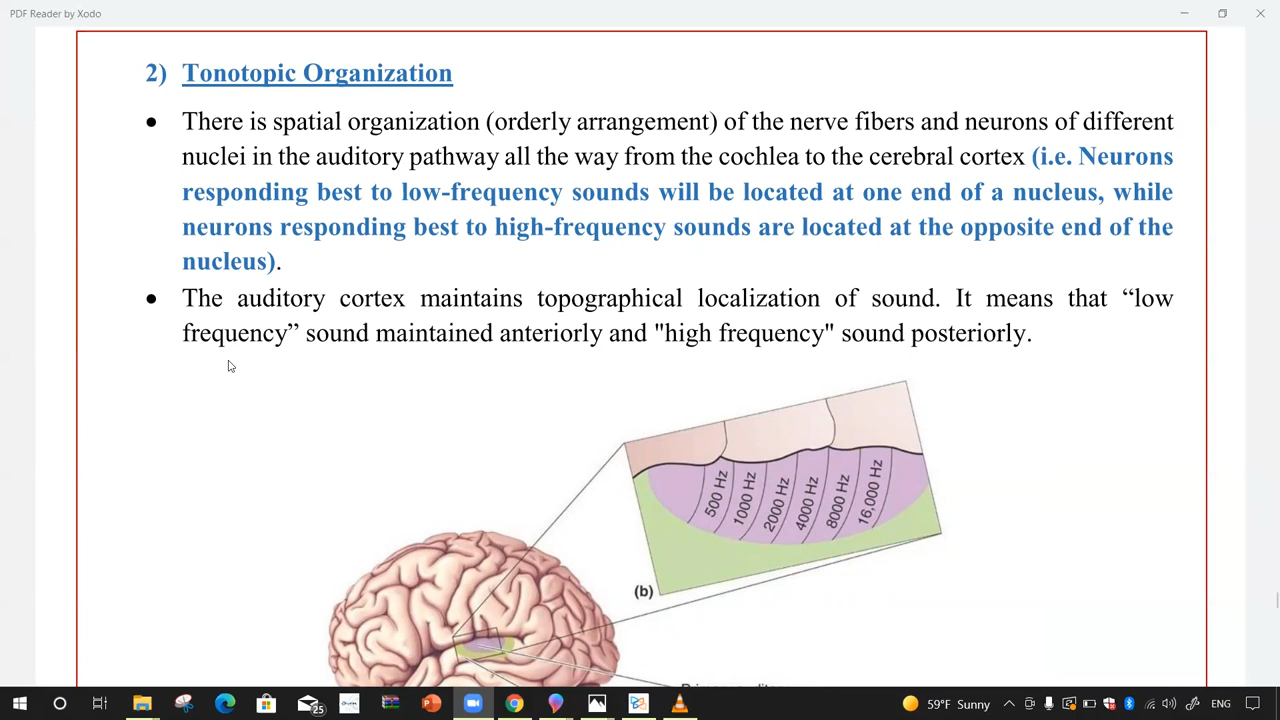 PDF Reader by Xodo
2) Tonotopic Organization
• There is spatial organization (orderly arrangement) of the nerve fibers and neurons of different
nuclei in the auditory pathway all the way from the cochlea to the cerebral cortex (i.e. Neurons
responding best to low-frequency sounds will be located at one end of a nucleus, while
neurons responding best to high-frequency sounds are located at the opposite end of the
nucleus).
• The auditory cortex maintains topographical localization of sound. It means that “low
frequency” sound maintained anteriorly and "high frequency" sound posteriorly.
500 Hz
1000 Hz
2000 Hz
4000 Hz
8000 Hz
16,000 Hz
(b)
25
59°F Sunny
ENG